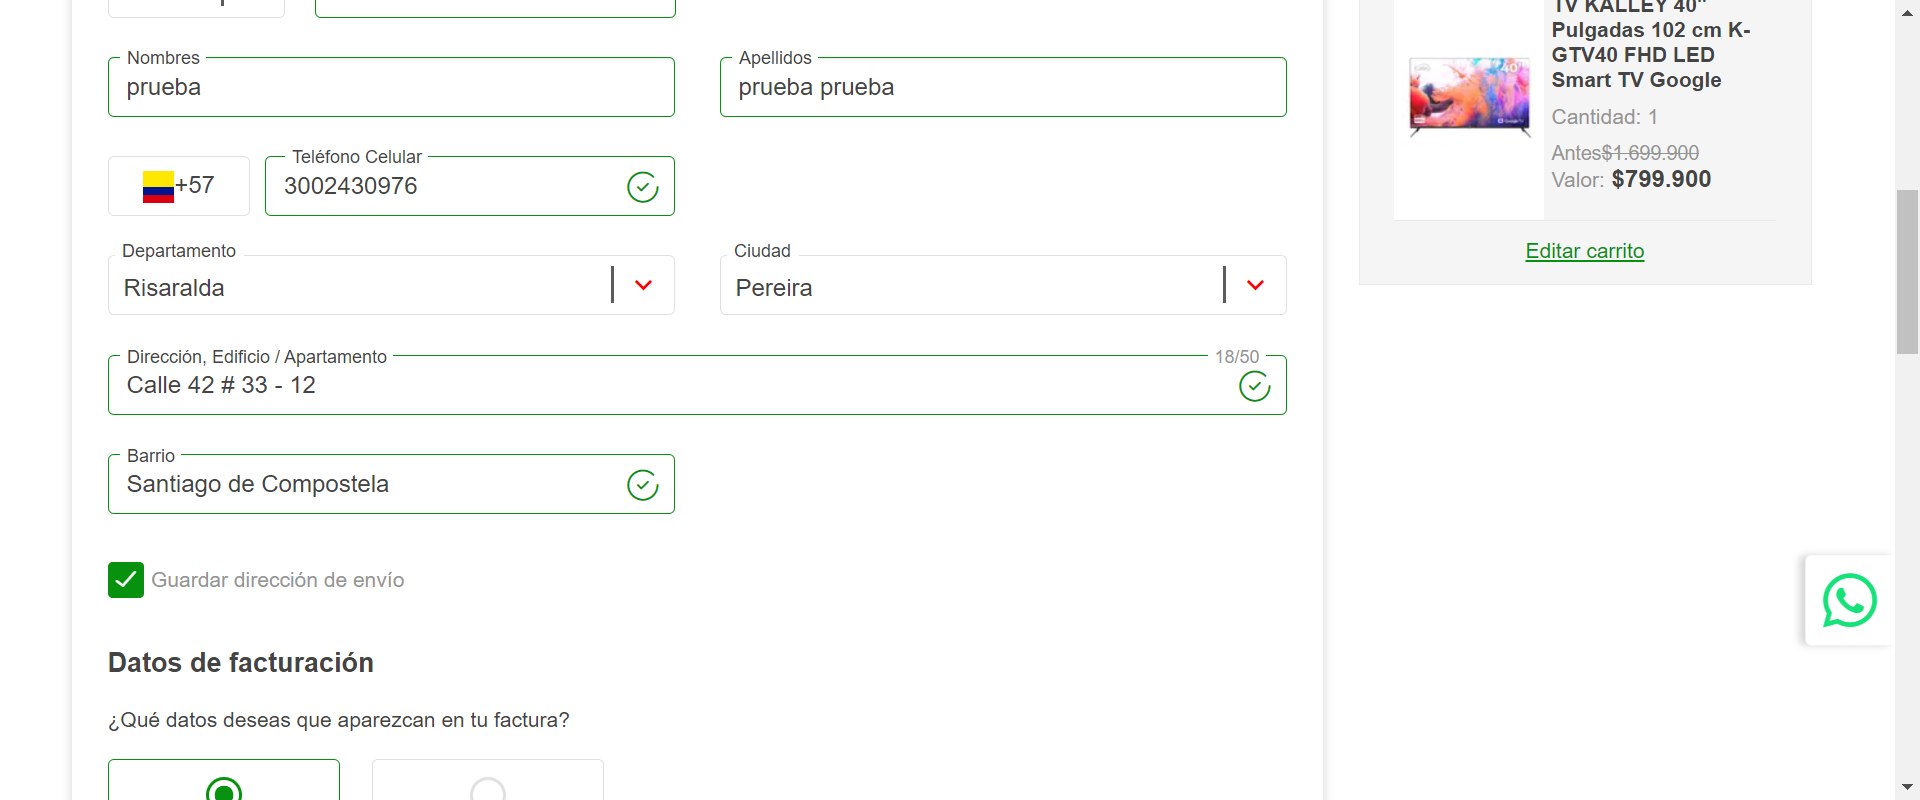 Nombres
prueba
Apellidos
prueba prueba
+57
Teléfono Celular
3002430976
Departamento
Risaralda
Ciudad
Pereira
Dirección, Edificio / Apartamento
18/50
Calle 42 # 33 - 12
Barrio
Santiago de Compostela
Guardar dirección de envío
Datos de facturación
¿Qué datos deseas que aparezcan en tu factura?
TV KALLEY 40"
Pulgadas 102 cm K-
GTV40 FHD LED
Smart TV Google
Cantidad: 1
Antes$1.699.900
Valor: $799.900
Editar carrito